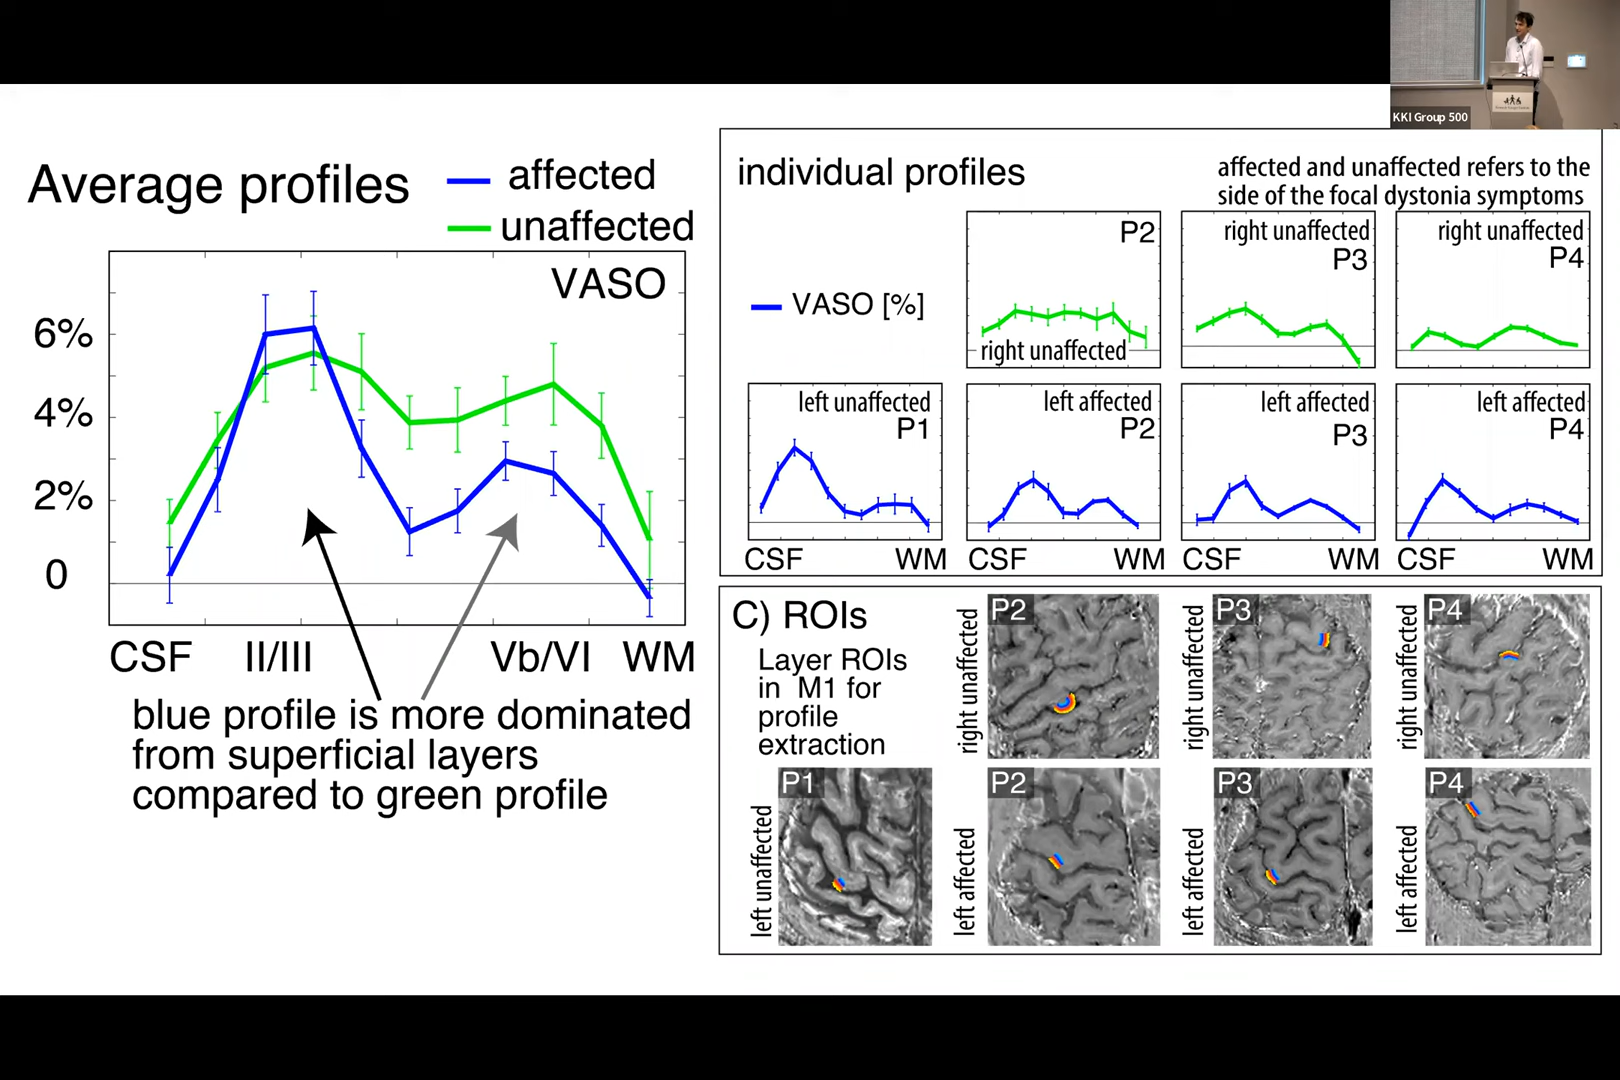 KKI Group 500
Average profiles
affected
unaffected
VASO
6%
4%
2%
0
CSF
II/III
Vb/VI
WM
blue profile is more dominated
from superficial layers
compared to green profile
individual profiles
affected and unaffected refers to the
side of the focal dystonia symptoms
VASO [%]
P2
right unaffected
right unaffected
P3
right unaffected
P4
left unaffected
P1
left affected
P2
left affected
P3
left affected
P4
CSF
WM
CSF
WM
CSF
WM
CSF
WM
C) ROIs
Layer ROIs
in M1 for
profile
extraction
right unaffected
P2
right unaffected
P3
right unaffected
P4
left unaffected
P1
left affected
P2
left affected
P3
left affected
P4